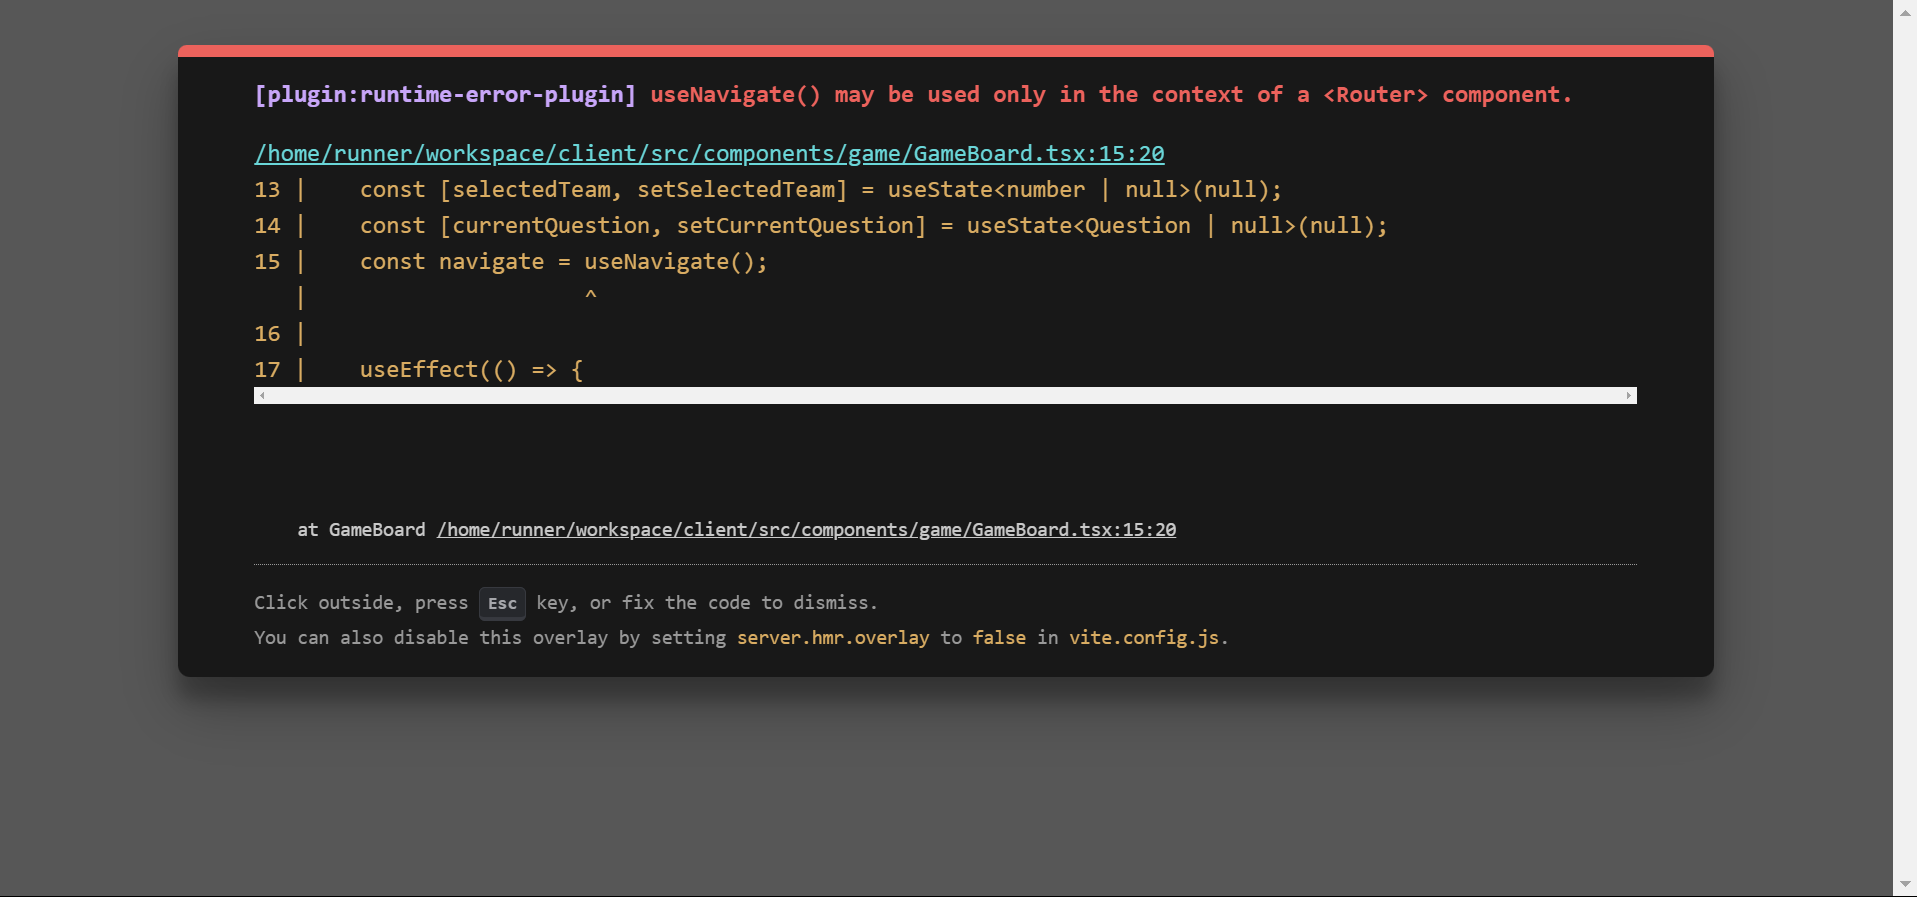 [plugin:runtime-error-plugin] useNavigate() may be used only in the context of a <Router> component.
/home/runner/workspace/client/src/components/game/GameBoard.tsx:15:20
13 |    const [selectedTeam, setSelectedTeam] = useState<number | null>(null);
14 |    const [currentQuestion, setCurrentQuestion] = useState<Question | null>(null);
15 |    const navigate = useNavigate();
   |                     ^
16 |
17 |    useEffect(() => {
at GameBoard /home/runner/workspace/client/src/components/game/GameBoard.tsx:15:20
Click outside, press Esc key, or fix the code to dismiss.
You can also disable this overlay by setting server.hmr.overlay to false in vite.config.js.